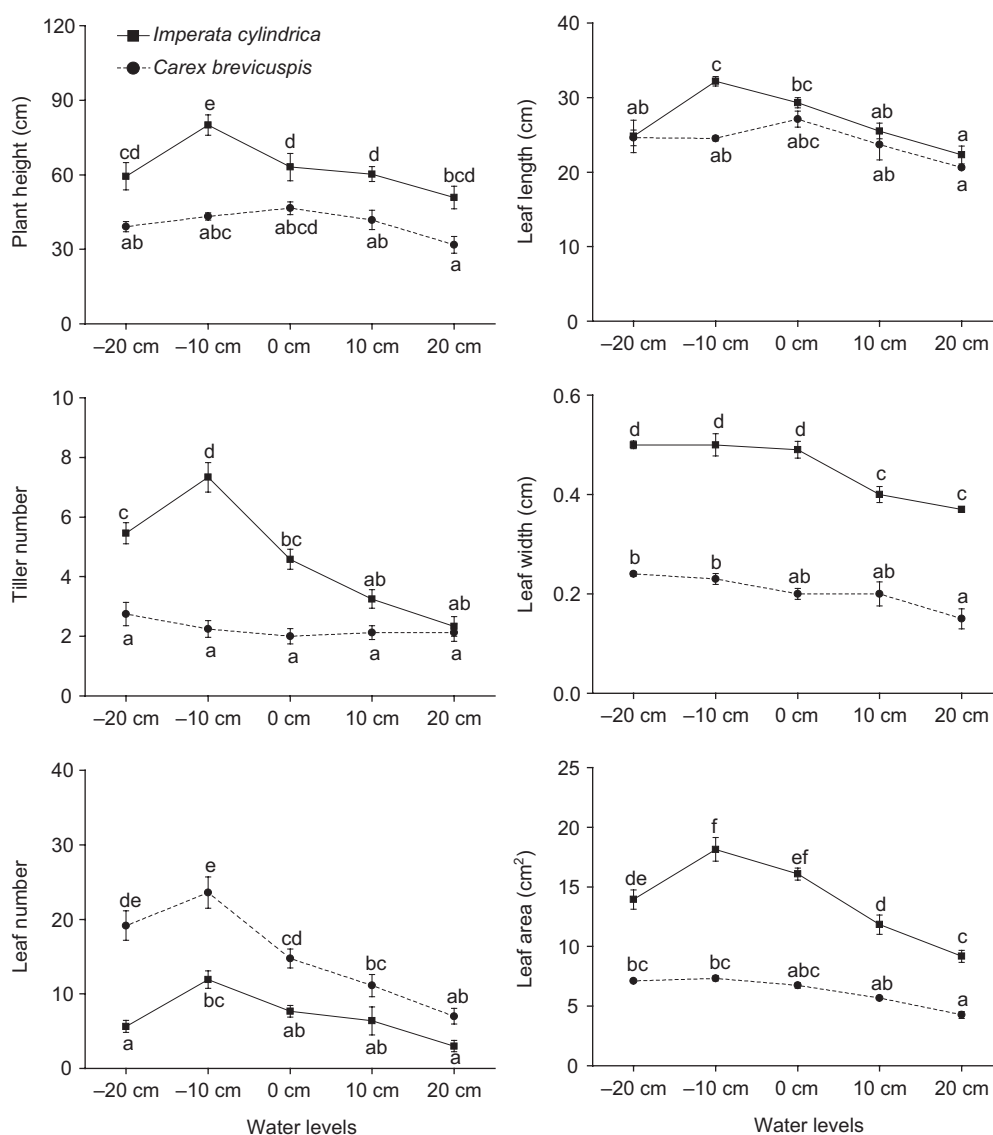 Imperata cylindrica
Carex brevicuspis
Plant height (cm)
120
90
60
30
0
cd
e
d
d
bcd
ab
abc
abcd
ab
a
–20 cm –10 cm 0 cm 10 cm 20 cm
Leaf length (cm)
40
30
20
10
0
ab
c
bc
ab
a
ab
abc
ab
a
–20 cm –10 cm 0 cm 10 cm 20 cm
Tiller number
10
8
6
4
2
0
c
d
bc
ab
ab
a
a
a
a
a
–20 cm –10 cm 0 cm 10 cm 20 cm
Leaf width (cm)
0.6
0.4
0.2
0.0
d
d
d
c
c
b
b
ab
ab
a
–20 cm –10 cm 0 cm 10 cm 20 cm
Leaf number
40
30
20
10
0
de
e
cd
bc
ab
a
bc
ab
ab
a
–20 cm –10 cm 0 cm 10 cm 20 cm
Water levels
Leaf area (cm²)
25
20
15
10
5
0
de
f
ef
d
c
bc
bc
abc
ab
a
–20 cm –10 cm 0 cm 10 cm 20 cm
Water levels